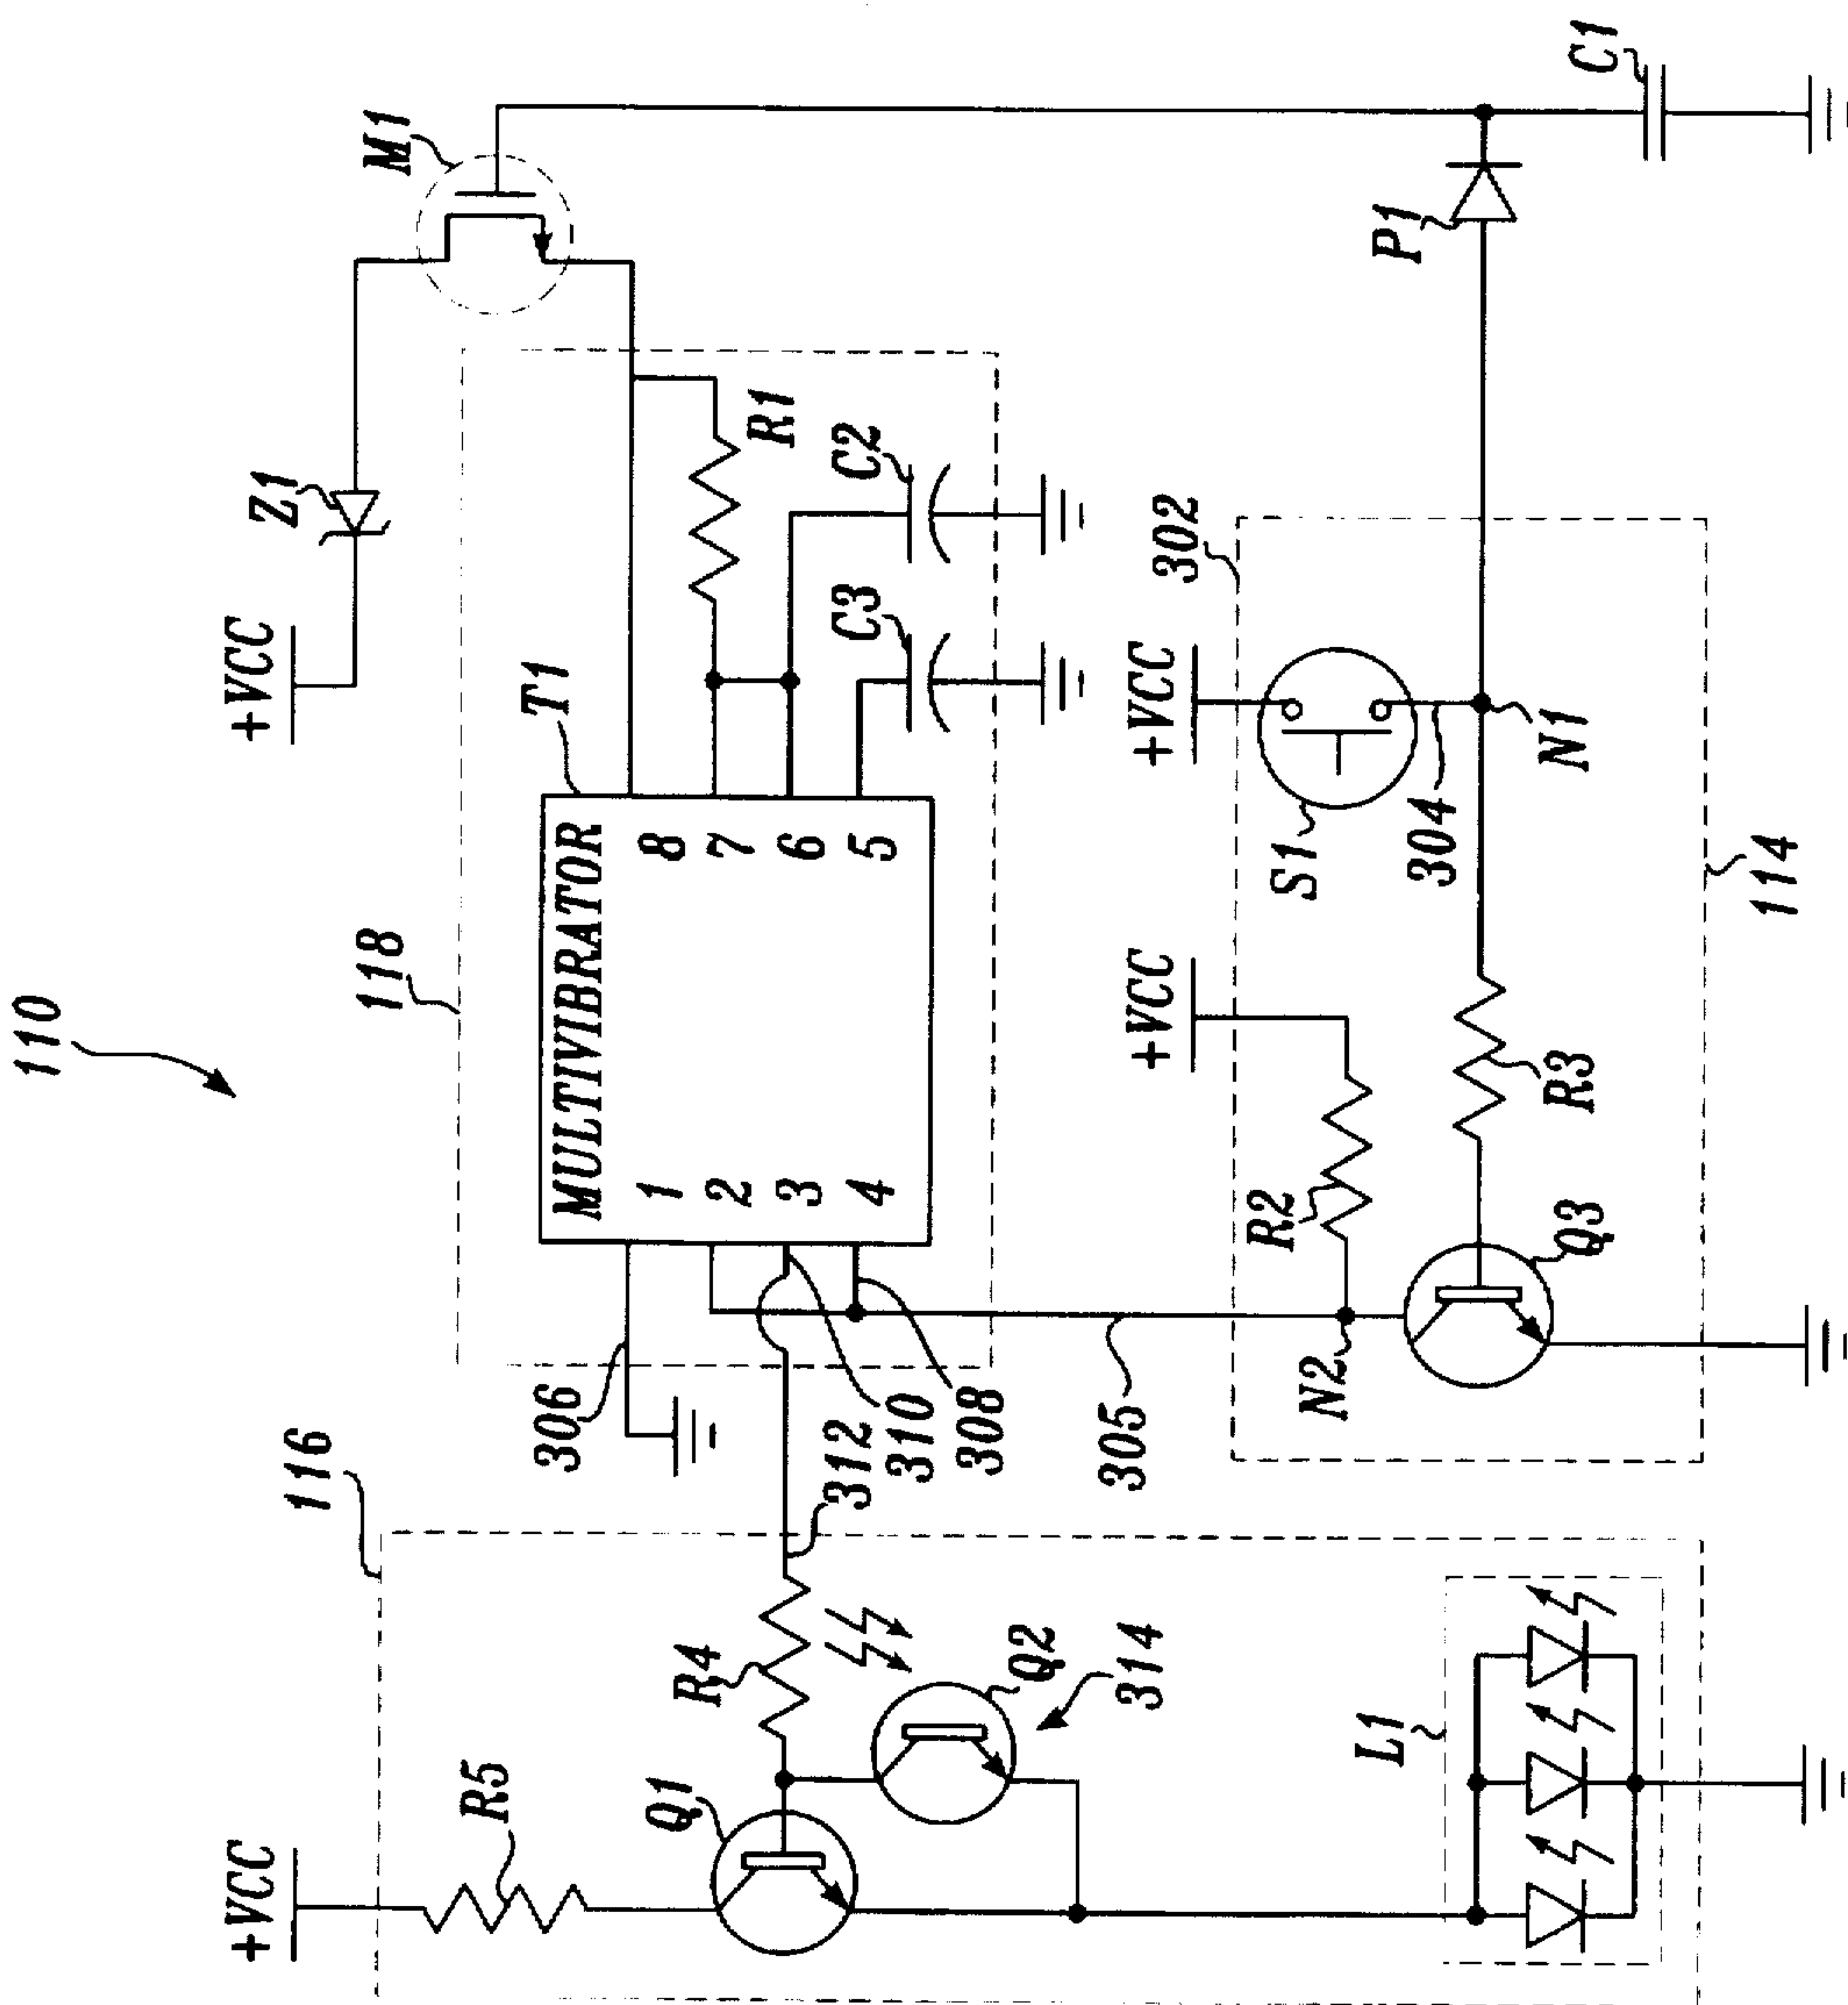 110
116
+VCC
R5
Q1
R4
Q2
314
L1
312
310
308
306
118
MULTIVIBRATOR
1
2
3
4
8
7
6
5
T1
+VCC
Z1
M1
R1
C2
C3
305
N2
R2
+VCC
Q3
R3
302
+VCC
S1
304
N1
114
P1
C1